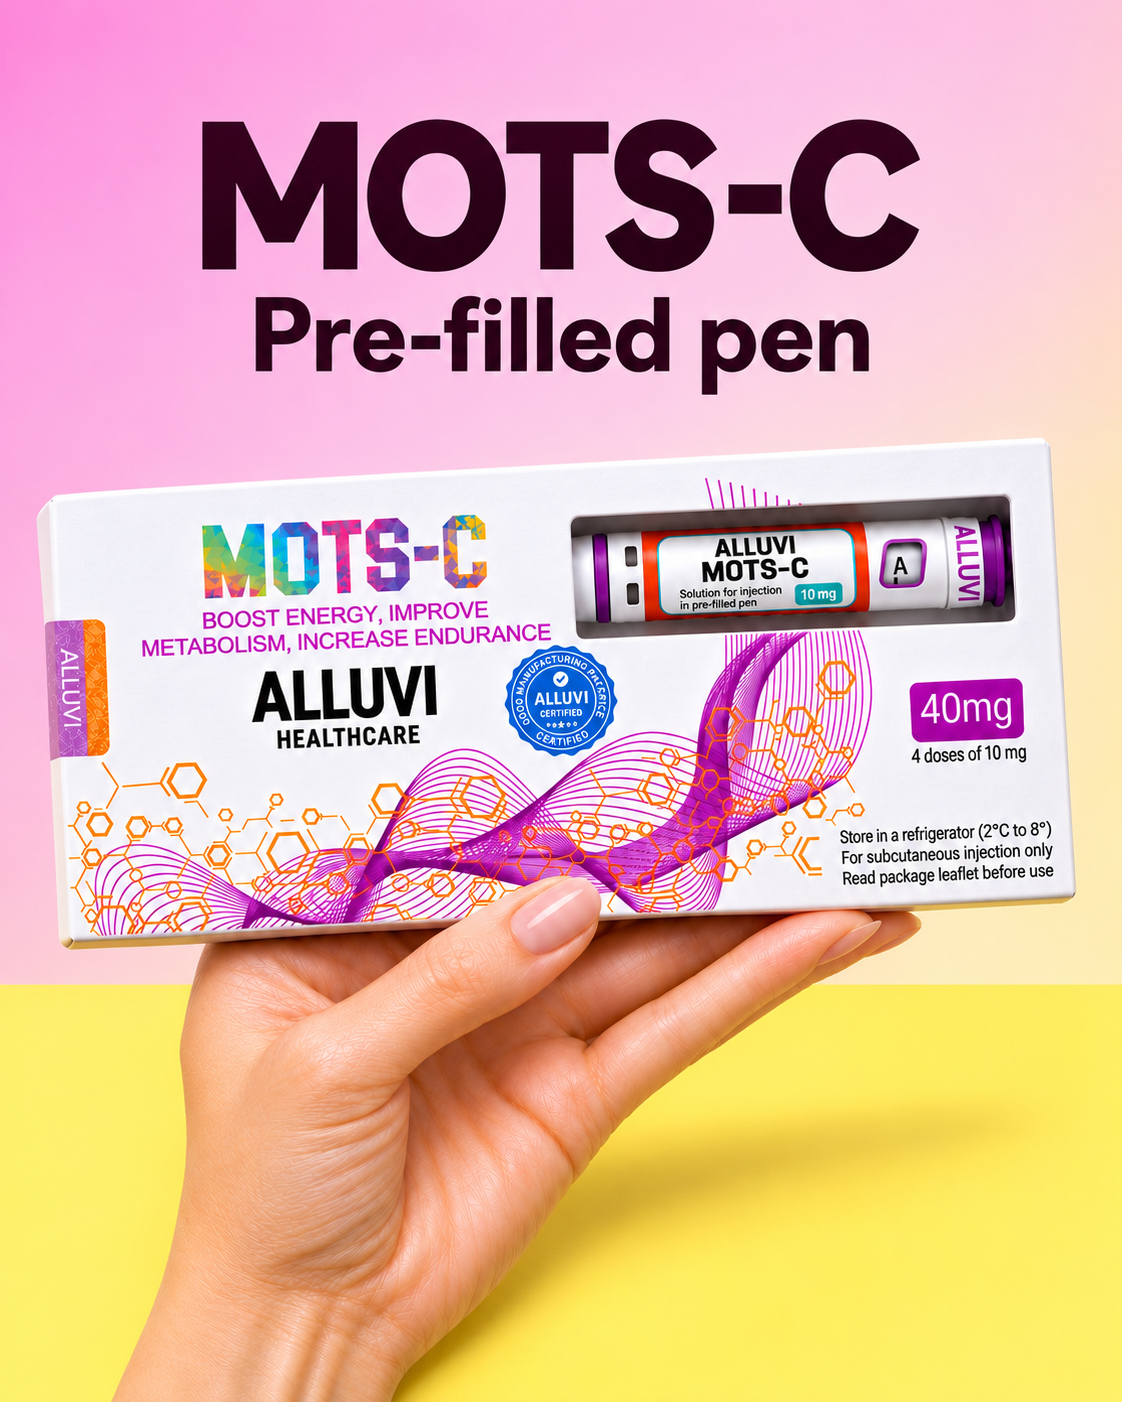 MOTS-C
Pre-filled pen
MOTS-C
BOOST ENERGY, IMPROVE
METABOLISM, INCREASE ENDURANCE
ALLUVI
HEALTHCARE
ALLUVI
GOOD MANUFACTURING
ALLUVI
CERTIFIED
CERTIFIED
ALLUVI
MOTS-C
Solution for injection
in pre-filled pen
10 mg
A
ALLUVI
40mg
4 doses of 10 mg
Store in a refrigerator (2°C to 8°)
For subcutaneous injection only
Read package leaflet before use